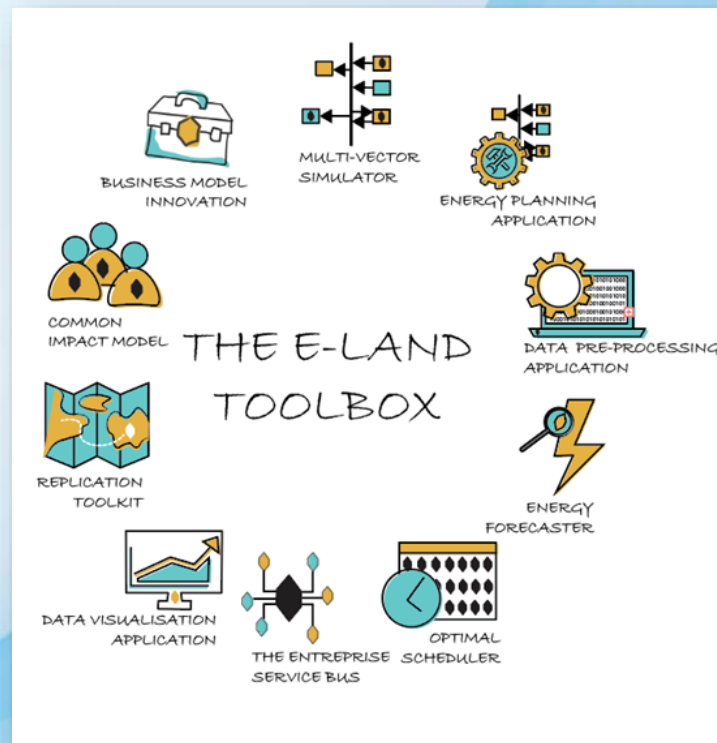 MULTI-VECTOR
SIMULATOR
BUSINESS MODEL
INNOVATION
ENERGY PLANNING
APPLICATION
COMMON
IMPACT MODEL
THE E-LAND
TOOLBOX
DATA PRE-PROCESSING
APPLICATION
REPLICATION
TOOLKIT
ENERGY
FORECASTER
DATA VISUALISATION
APPLICATION
THE ENTREPRISE
SERVICE BUS
OPTIMAL
SCHEDULER